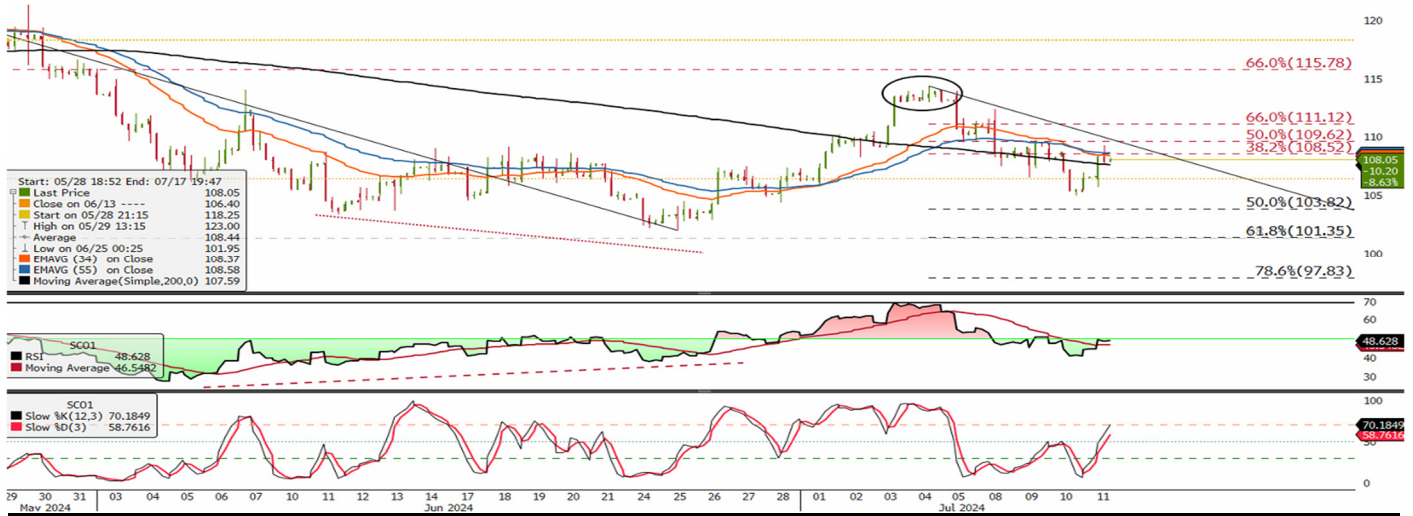 120
66.0%(115.78)
115
66.0%(111.12)
110
50.0%(109.62)
38.2%(108.52)
108.05
-10.20
-8.63%
105
50.0%(103.82)
61.8%(101.35)
100
78.6%(97.83)
Start: 05/28 18:52 End: 07/17 19:47
Last Price 108.05
Close on 06/13 ---- 106.40
Start on 05/28 21:15 118.25
High on 05/29 13:15 123.00
Average 108.44
Low on 06/25 00:25 101.95
EMAVG (34) on Close 108.37
EMAVG (55) on Close 108.58
Moving Average(Simple,200,0) 107.59
70
60
48.628
40
30
SCO1
RSI 48.628
Moving Average 46.5482
100
70.1849
58.7616
50
0
SCO1
Slow %K(12,3) 70.1849
Slow %D(3) 58.7616
29 30 31 03 04 05 06 07 10 11 12 13 14 17 18 19 20 21 24 25 26 27 28 01 02 03 04 05 08 09 10 11
May 2024 Jun 2024 Jul 2024